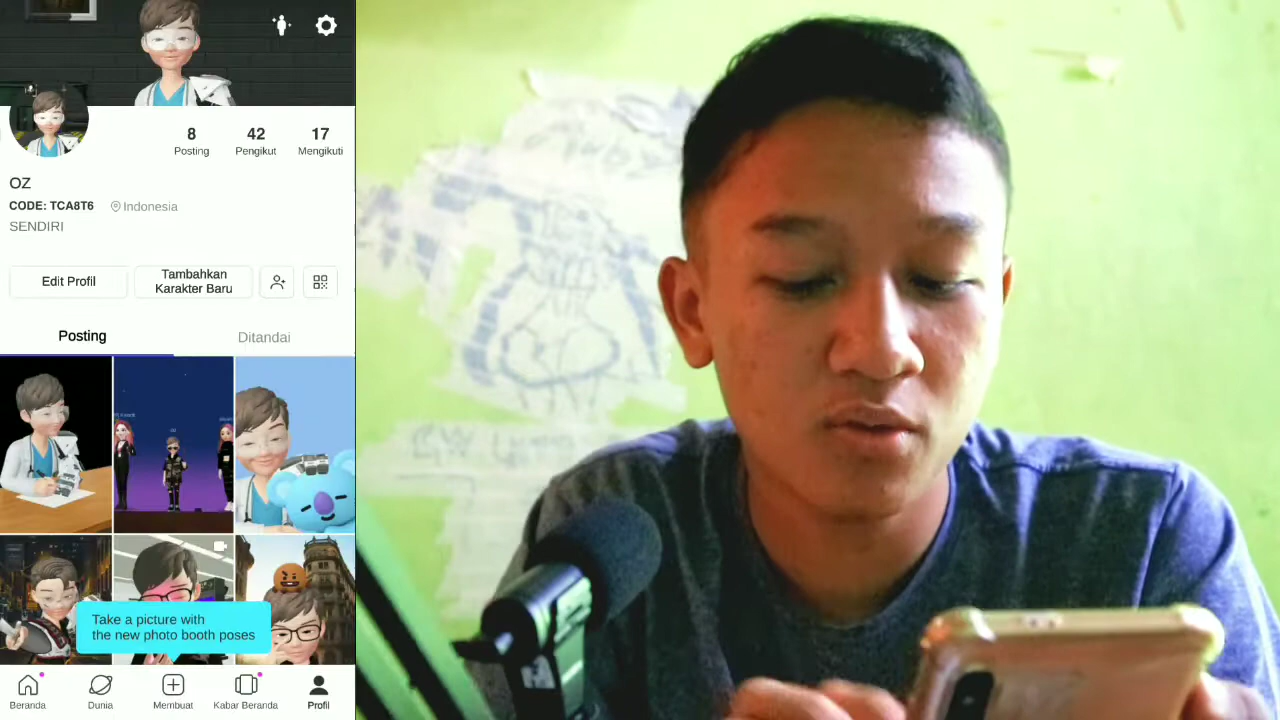 8
42
17
Posting
Pengikut
Mengikuti
OZ
CODE: TCA8T6
Indonesia
SENDIRI
Edit Profil
Tambahkan
Karakter Baru
Posting
Ditandai
Take a picture with
the new photo booth poses
Beranda
Dunia
Membuat
Kabar Beranda
Profil